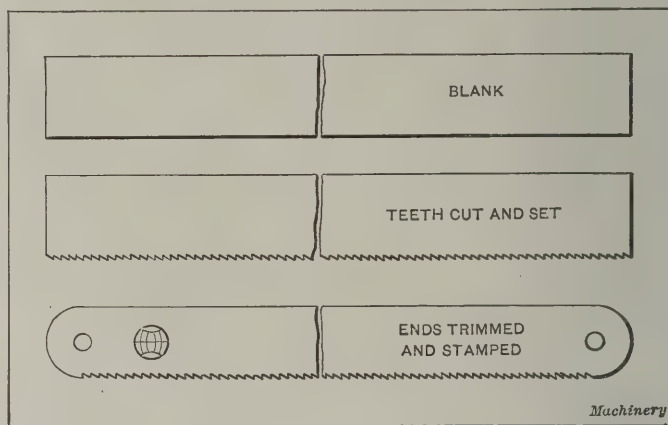 BLANK
TEETH CUT AND SET
ENDS TRIMMED
AND STAMPED
Machinery